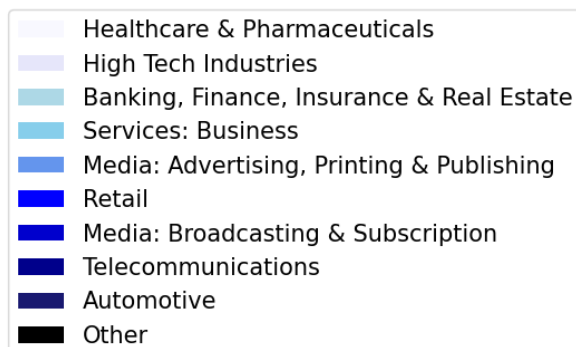 Healthcare & Pharmaceuticals
High Tech Industries
Banking, Finance, Insurance & Real Estate
Services: Business
Media: Advertising, Printing & Publishing
Retail
Media: Broadcasting & Subscription
Telecommunications
Automotive
Other